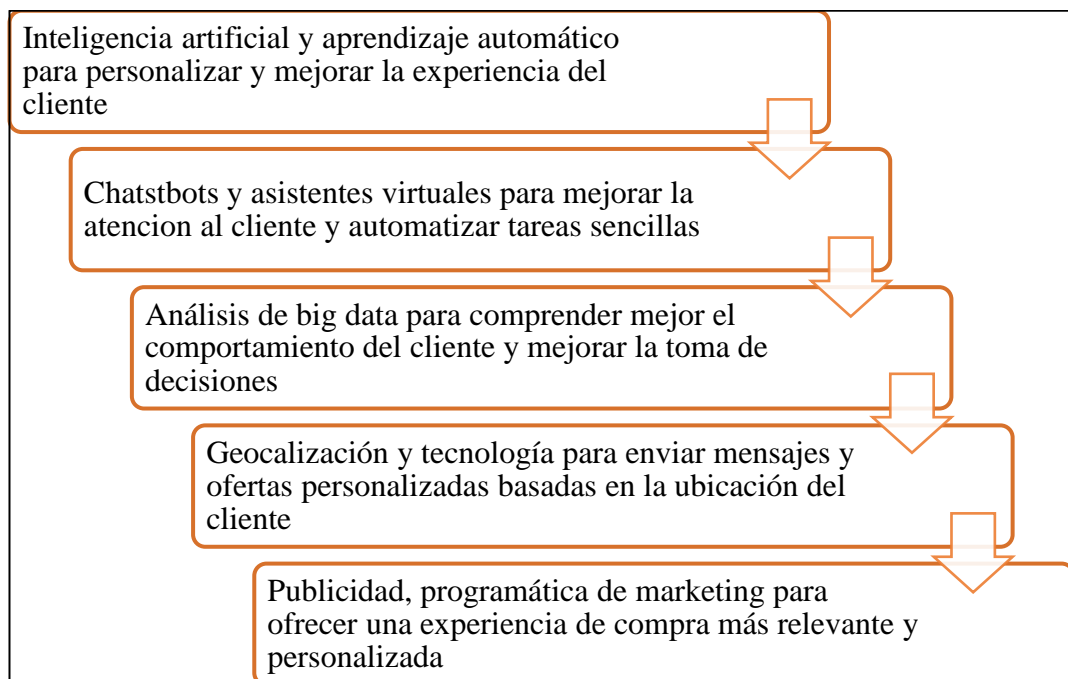 Inteligencia artificial y aprendizaje automático
para personalizar y mejorar la experiencia del
cliente
Chatstbots y asistentes virtuales para mejorar la
atencion al cliente y automatizar tareas sencillas
Análisis de big data para comprender mejor el
comportamiento del cliente y mejorar la toma de
decisiones
Geocalización y tecnología para enviar mensajes y
ofertas personalizadas basadas en la ubicación del
cliente
Publicidad, programática de marketing para
ofrecer una experiencia de compra más relevante y
personalizada